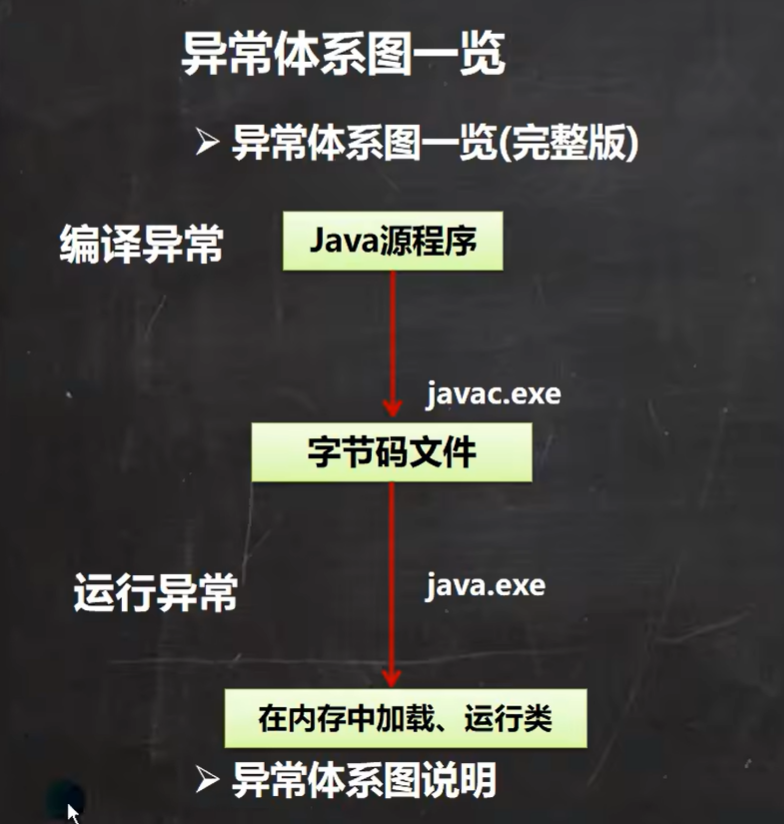 异常体系图一览
➢ 异常体系图一览(完整版)
编译异常
Java源程序
javac.exe
字节码文件
运行异常
java.exe
在内存中加载、运行类
➢ 异常体系图说明